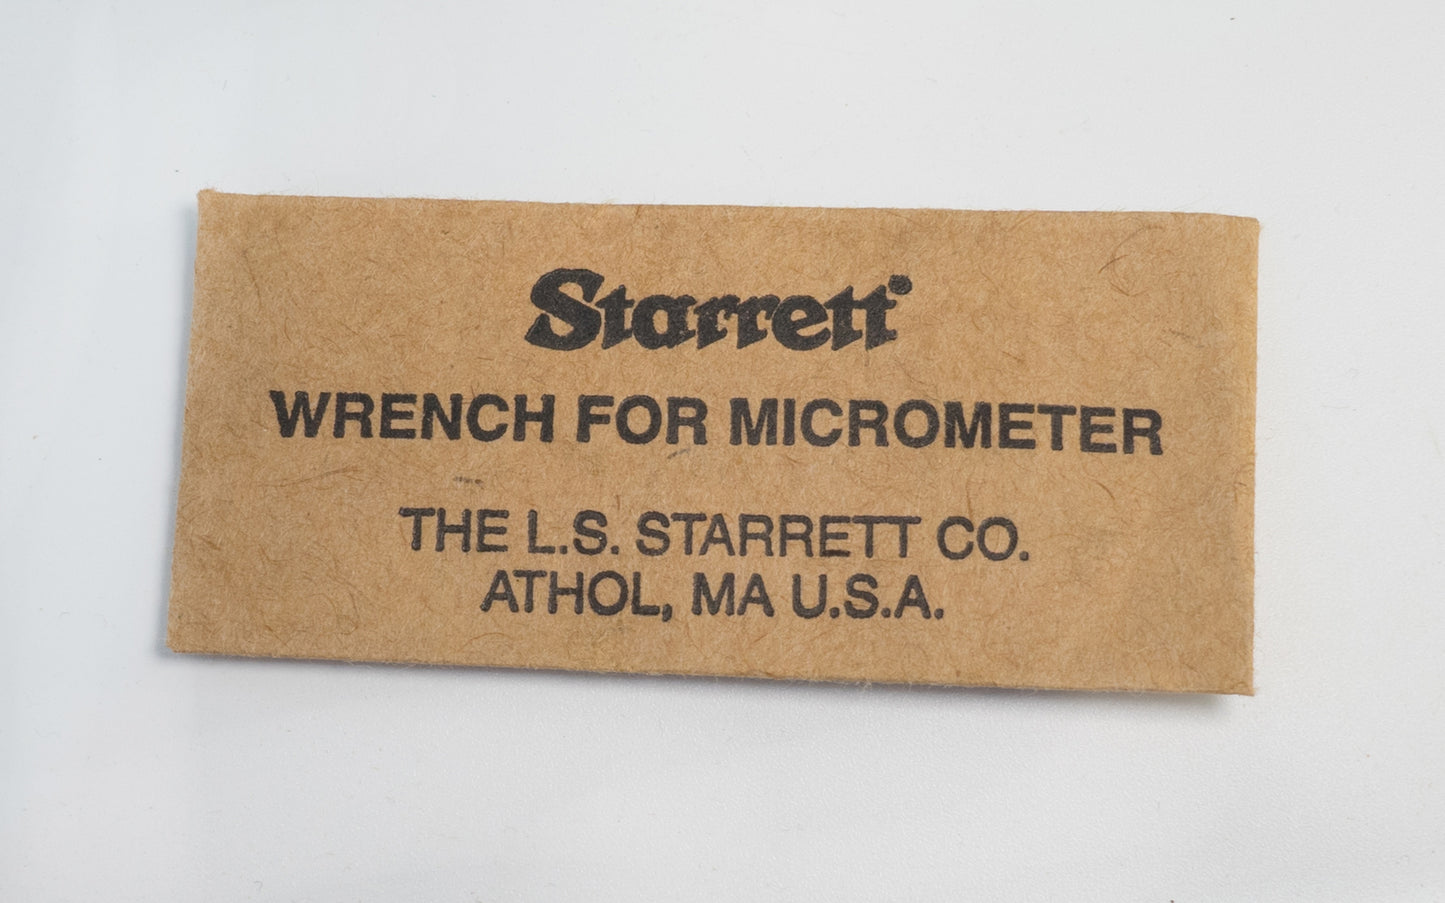 Starrett®
WRENCH FOR MICROMETER
THE L.S. STARRETT CO.
ATHOL, MA U.S.A.